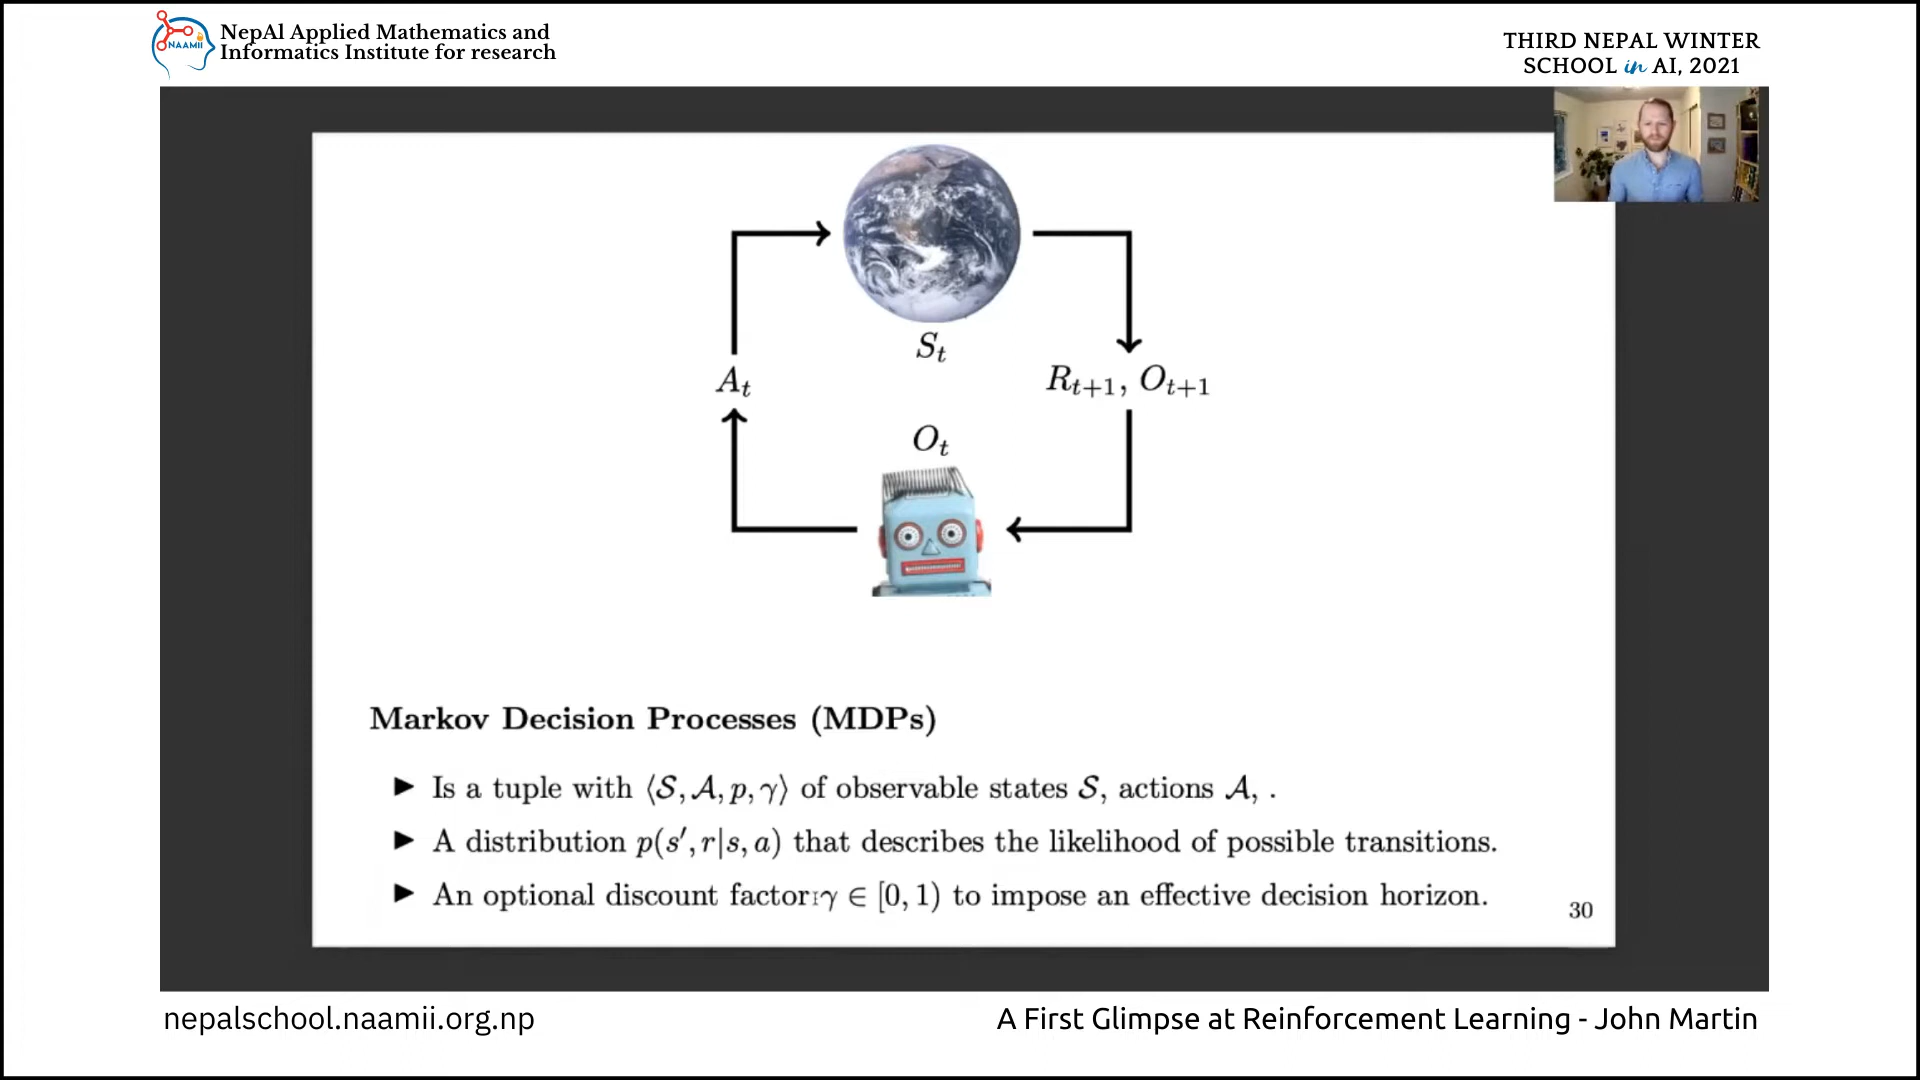 NAAMII
NepAl Applied Mathematics and
Informatics Institute for research
THIRD NEPAL WINTER
SCHOOL in AI, 2021
S_t
A_t
R_{t+1}, O_{t+1}
O_t
Markov Decision Processes (MDPs)
▶ Is a tuple with ⟨𝒮, 𝒜, p, γ⟩ of observable states 𝒮, actions 𝒜, .
▶ A distribution p(s′, r|s, a) that describes the likelihood of possible transitions.
▶ An optional discount factor γ ∈ [0, 1) to impose an effective decision horizon.
30
nepalschool.naamii.org.np
A First Glimpse at Reinforcement Learning - John Martin